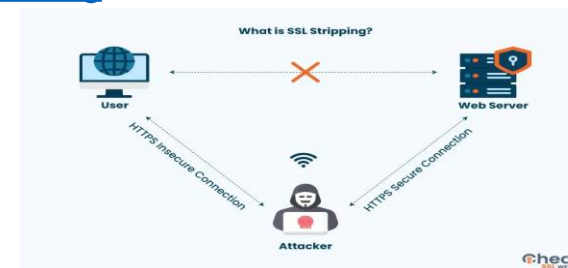 What is SSL Stripping?
User
Web Server
HTTPS Insecure Connection
HTTPS Secure Connection
Attacker